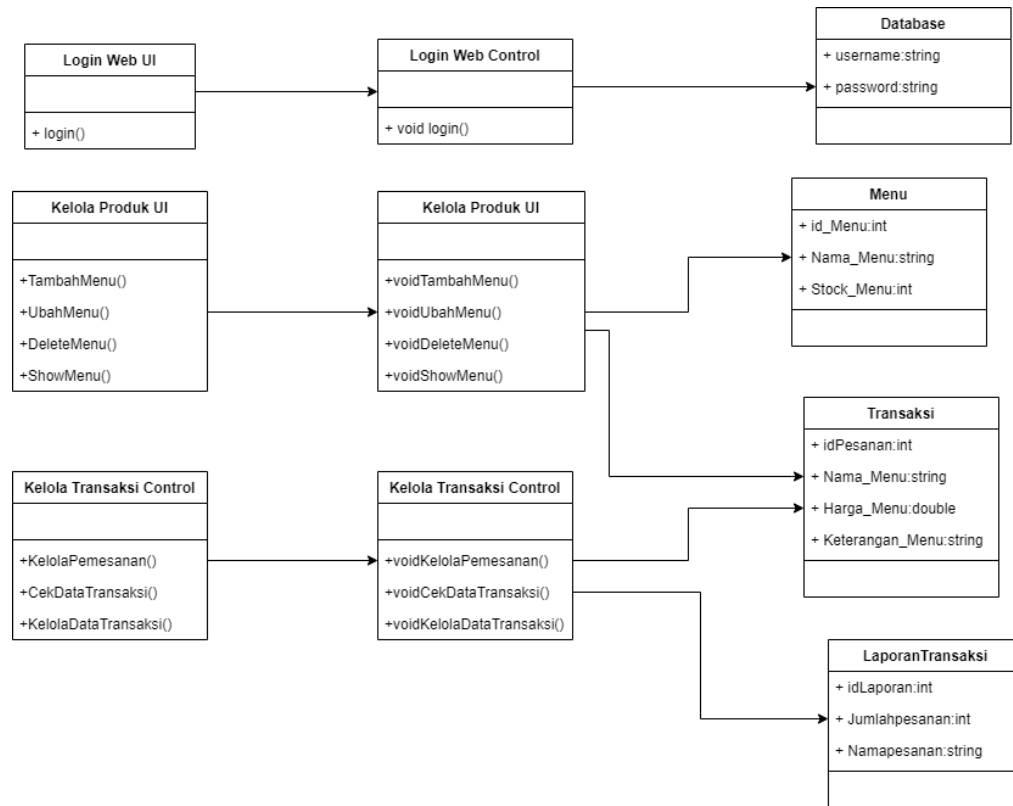 Login Web UI
+ login()
Login Web Control
+ void login()
Database
+ username:string
+ password:string
Kelola Produk UI
+TambahMenu()
+UbahMenu()
+DeleteMenu()
+ShowMenu()
Kelola Produk UI
+voidTambahMenu()
+voidUbahMenu()
+voidDeleteMenu()
+voidShowMenu()
Menu
+ id_Menu:int
+ Nama_Menu:string
+ Stock_Menu:int
Transaksi
+ idPesanan:int
+ Nama_Menu:string
+ Harga_Menu:double
+ Keterangan_Menu:string
Kelola Transaksi Control
+KelolaPemesanan()
+CekDataTransaksi()
+KelolaDataTransaksi()
Kelola Transaksi Control
+voidKelolaPemesanan()
+voidCekDataTransaksi()
+voidKelolaDataTransaksi()
LaporanTransaksi
+ idLaporan:int
+ Jumlahpesanan:int
+ Namapesanan:string